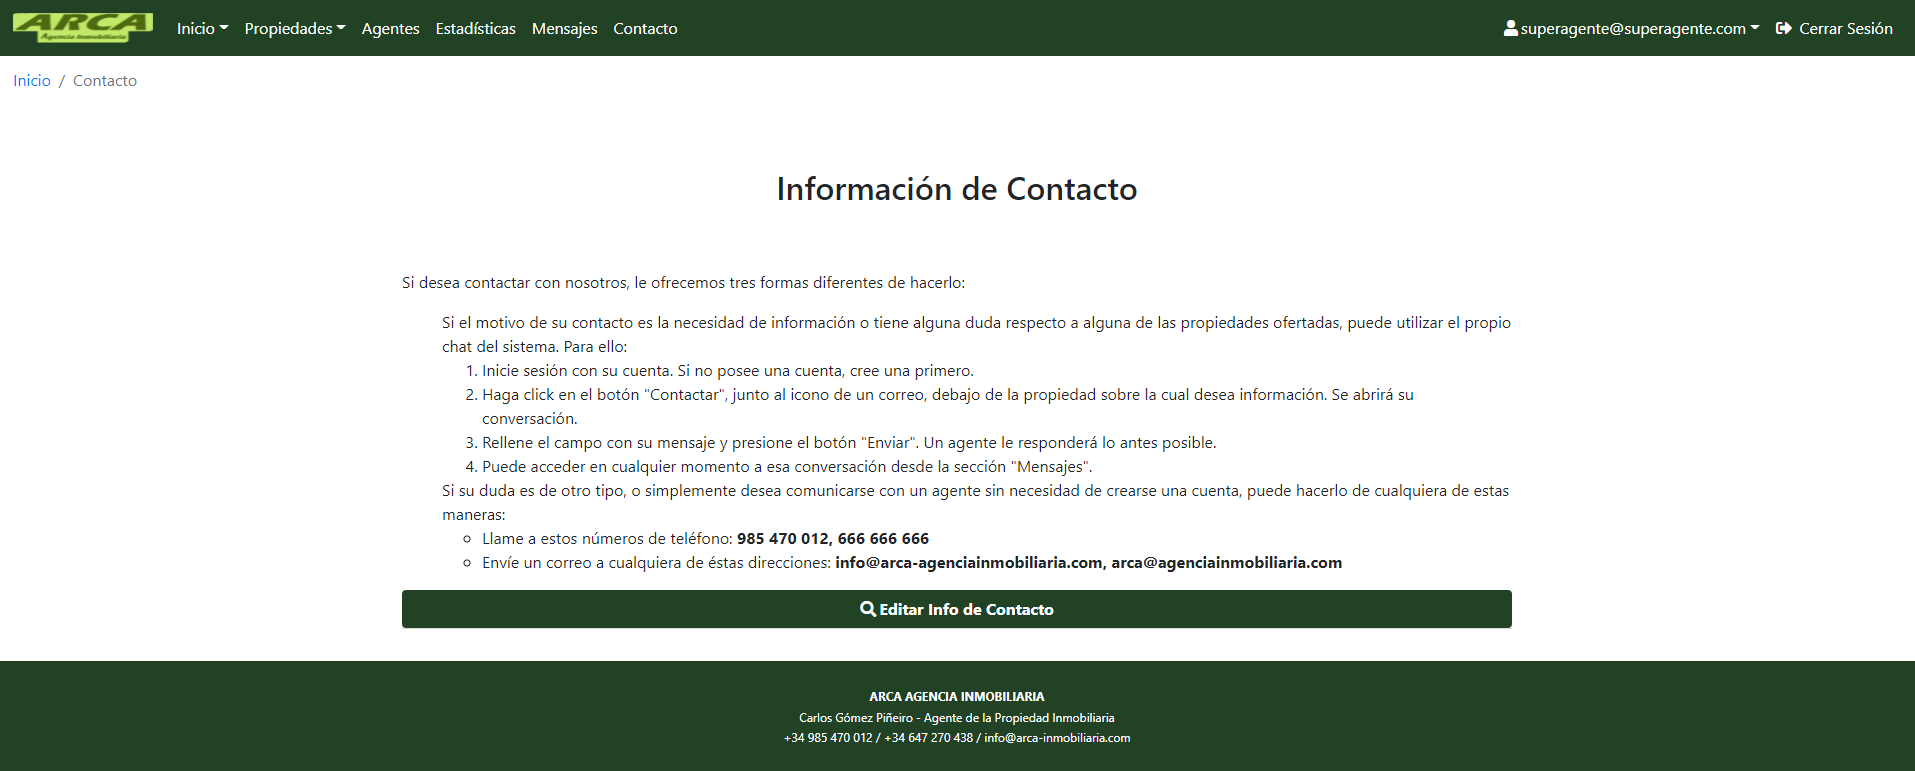 ARCA
Agencia Inmobiliaria
Inicio Propiedades Agentes Estadísticas Mensajes Contacto superagente@superagente.com Cerrar Sesión
Inicio / Contacto
Información de Contacto
Si desea contactar con nosotros, le ofrecemos tres formas diferentes de hacerlo:
Si el motivo de su contacto es la necesidad de información o tiene alguna duda respecto a alguna de las propiedades ofertadas, puede utilizar el propio
chat del sistema. Para ello:
1. Inicie sesión con su cuenta. Si no posee una cuenta, cree una primero.
2. Haga click en el botón "Contactar", junto al icono de un correo, debajo de la propiedad sobre la cual desea información. Se abrirá su
conversación.
3. Rellene el campo con su mensaje y presione el botón "Enviar". Un agente le responderá lo antes posible.
4. Puede acceder en cualquier momento a esa conversación desde la sección "Mensajes".
Si su duda es de otro tipo, o simplemente desea comunicarse con un agente sin necesidad de crearse una cuenta, puede hacerlo de cualquiera de estas
maneras:
Llame a estos números de teléfono: 985 470 012, 666 666 666
Envíe un correo a cualquiera de éstas direcciones: info@arca-agenciainmobiliaria.com, arca@agenciainmobiliaria.com
Editar Info de Contacto
ARCA AGENCIA INMOBILIARIA
Carlos Gómez Piñeiro - Agente de la Propiedad Inmobiliaria
+34 985 470 012 / +34 647 270 438 / info@arca-inmobiliaria.com